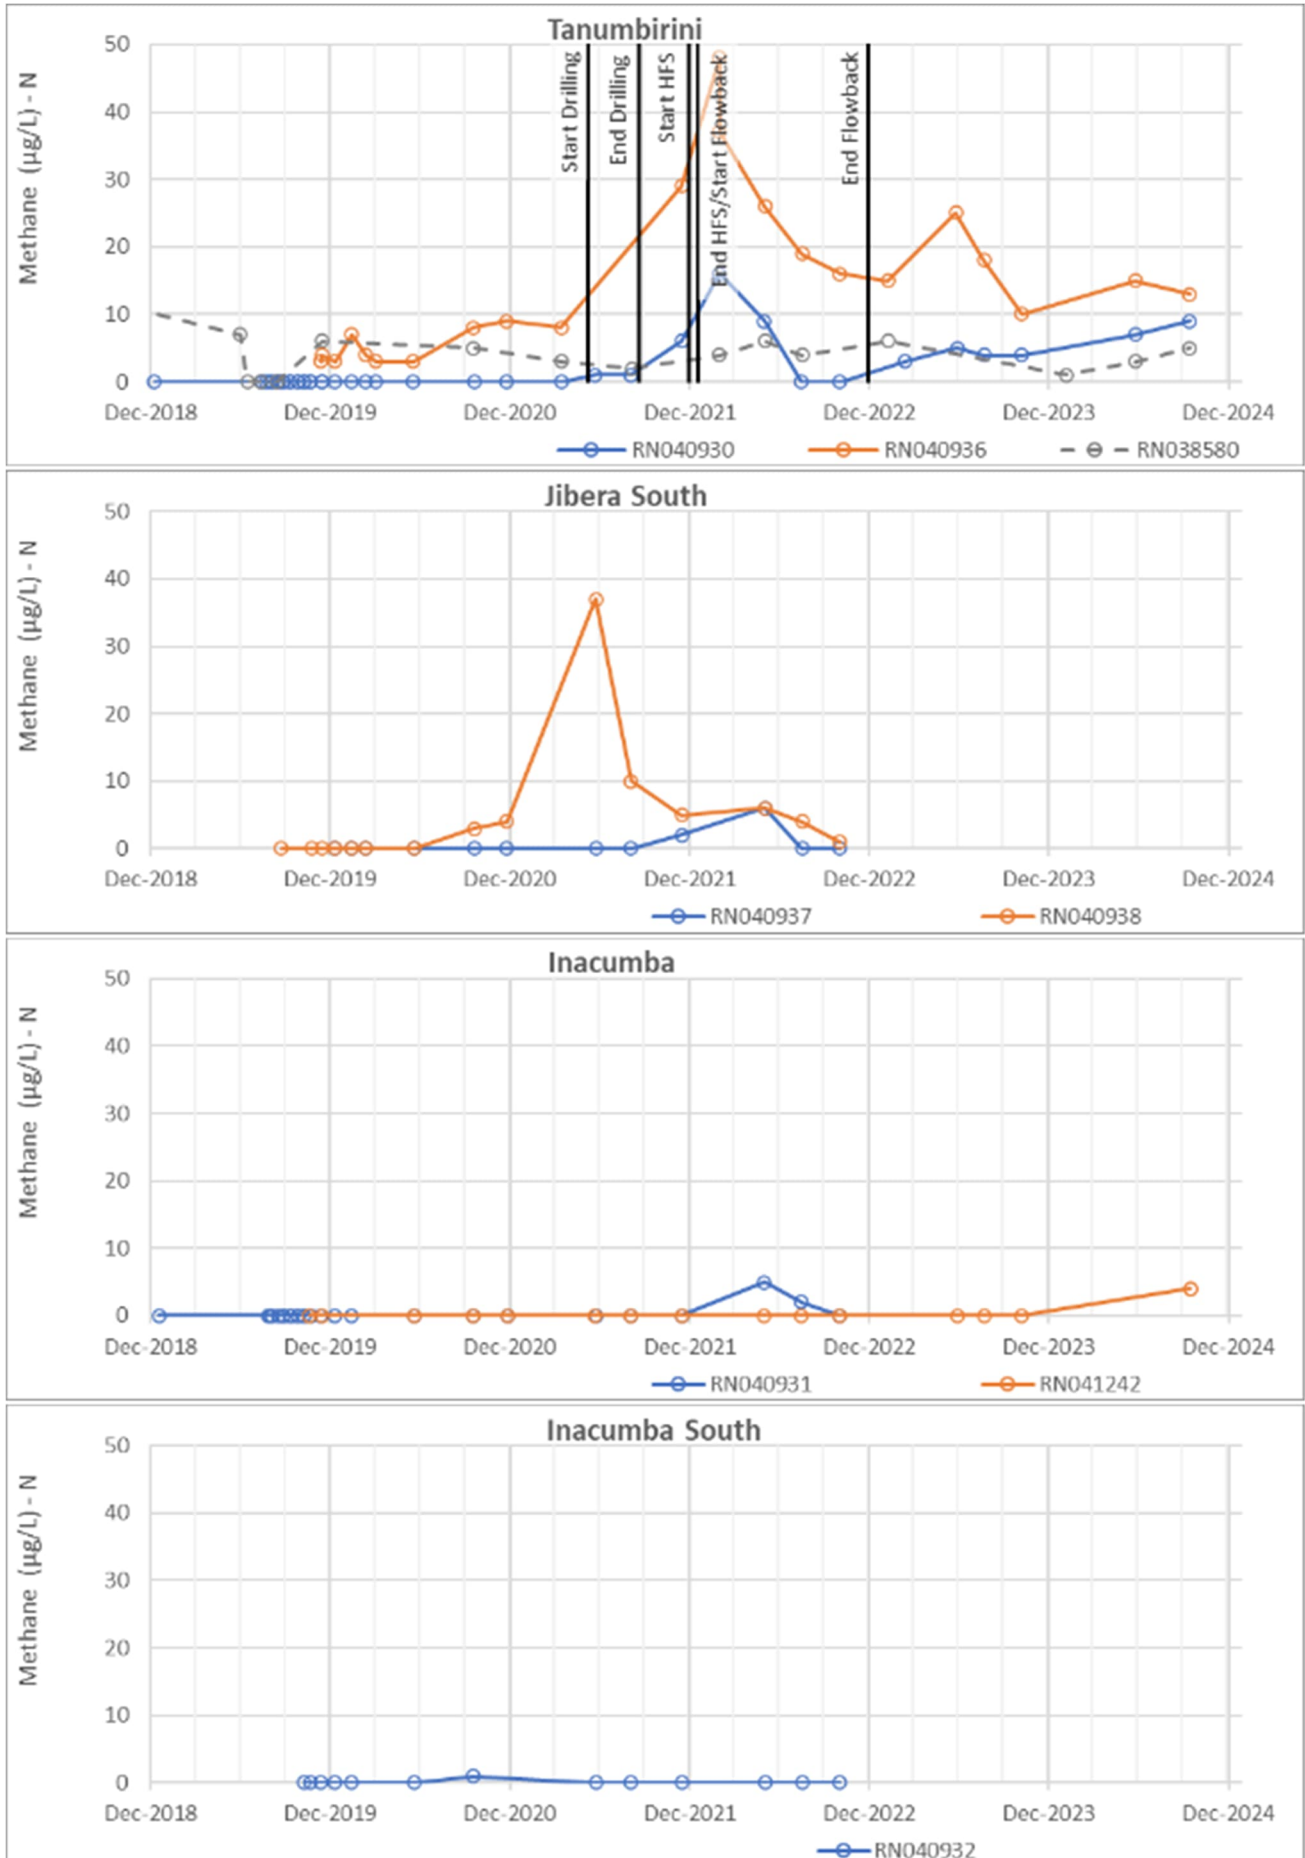 Tanumbirini
Methane (µg/L) - N
50
40
30
20
10
0
Start Drilling
End Drilling
Start HFS
End HFS/Start Flowback
End Flowback
Dec-2018 Dec-2019 Dec-2020 Dec-2021 Dec-2022 Dec-2023 Dec-2024
RN040930 RN040936 RN038580
Jibera South
Methane (µg/L) - N
50
40
30
20
10
0
Dec-2018 Dec-2019 Dec-2020 Dec-2021 Dec-2022 Dec-2023 Dec-2024
RN040937 RN040938
Inacumba
Methane (µg/L) - N
50
40
30
20
10
0
Dec-2018 Dec-2019 Dec-2020 Dec-2021 Dec-2022 Dec-2023 Dec-2024
RN040931 RN041242
Inacumba South
Methane (µg/L) - N
50
40
30
20
10
0
Dec-2018 Dec-2019 Dec-2020 Dec-2021 Dec-2022 Dec-2023 Dec-2024
RN040932